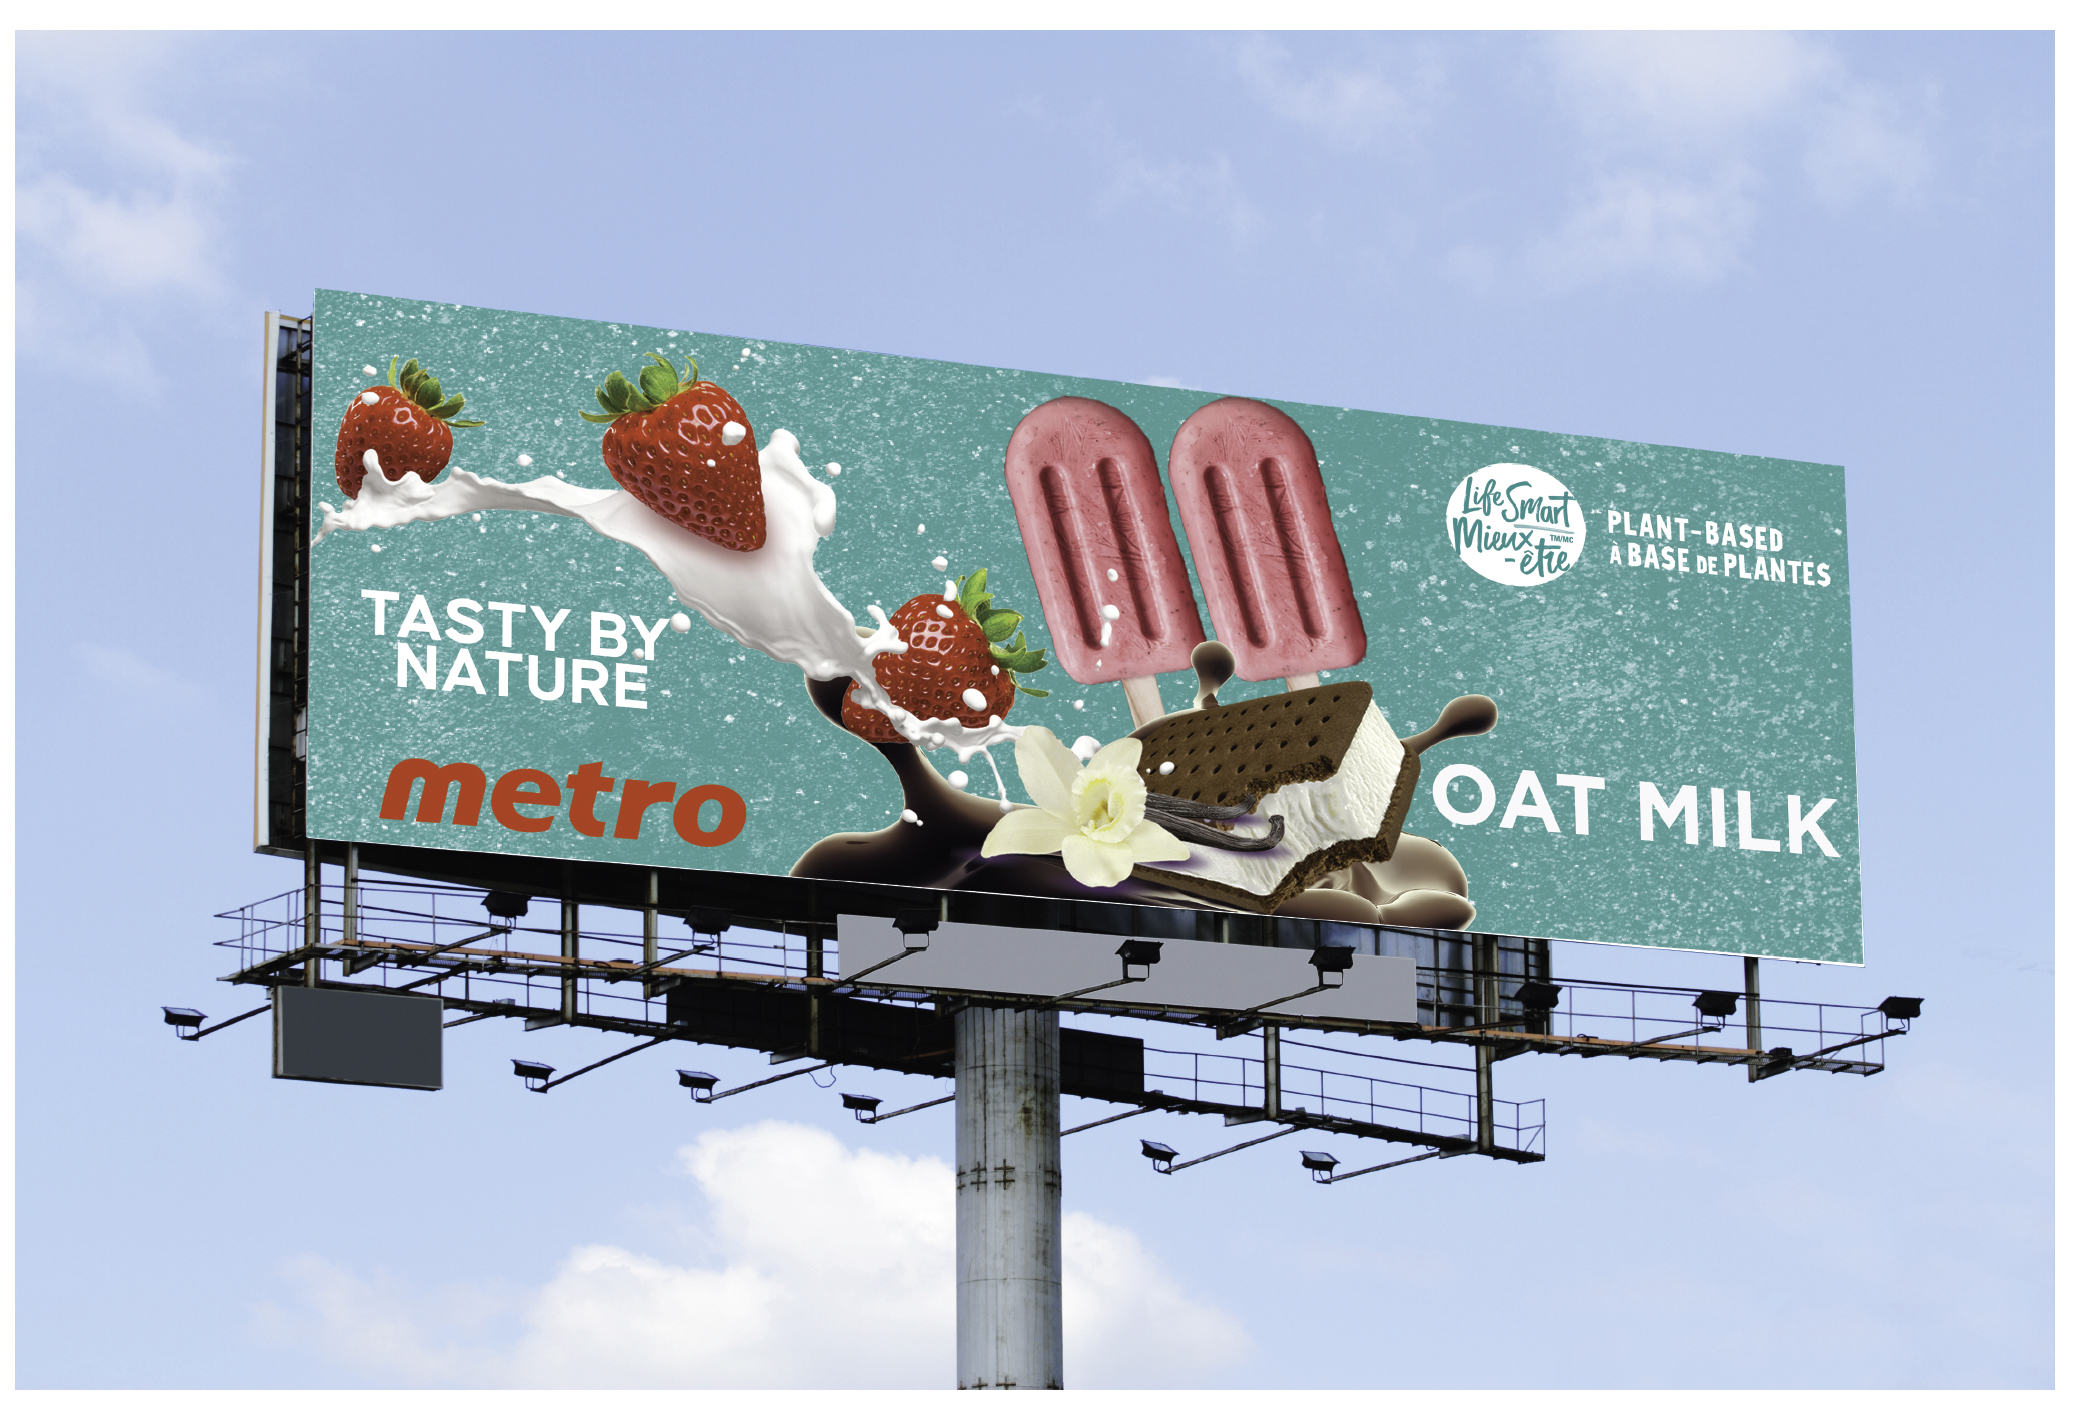 TASTY BY
NATURE
metro
Life Smart
Mieux
-être
TM/MC
PLANT-BASED
À BASE DE PLANTES
OAT MILK